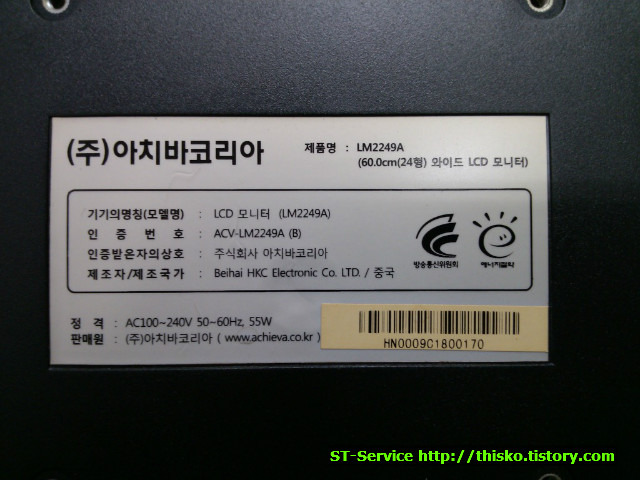 (주)아치바코리아
제품명 : LM2249A
(60.0cm(24형) 와이드 LCD 모니터)
기기의명칭(모델명) : LCD 모니터 (LM2249A)
인 증 번 호 : ACV-LM2249A (B)
인증받은자의상호 : 주식회사 아치바코리아
제조자/제조국가 : Beihai HKC Electronic Co. LTD. / 중국
방송통신위원회
에너지절약
정 격 : AC100~240V 50~60Hz, 55W
판매원 : (주)아치바코리아 ( www.achieva.co.kr )
HN0009C1800170
ST-Service http://thisko.tistory.com